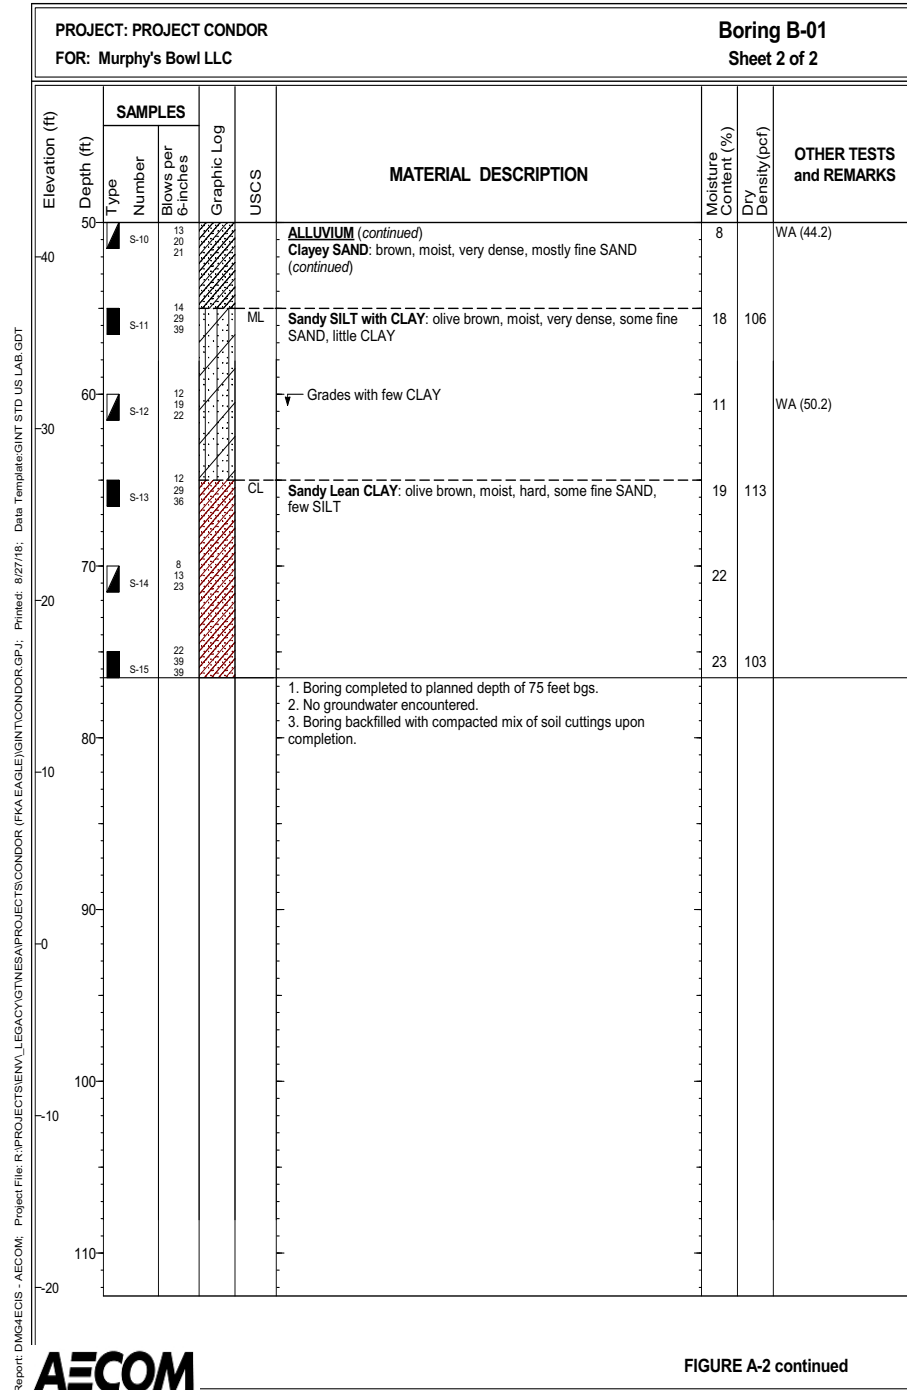 PROJECT: PROJECT CONDOR
FOR: Murphy's Bowl LLC
Boring B-01
Sheet 2 of 2
Elevation (ft)
Depth (ft)
SAMPLES
Type
Number
Blows per
6-inches
Graphic Log
USCS
MATERIAL DESCRIPTION
Moisture
Content (%)
Dry
Density(pcf)
OTHER TESTS
and REMARKS
50
S-10
13
20
21
ALLUVIUM (continued)
Clayey SAND: brown, moist, very dense, mostly fine SAND
(continued)
8
WA (44.2)
40
S-11
14
29
39
ML
Sandy SILT with CLAY: olive brown, moist, very dense, some fine
SAND, little CLAY
18
106
60
S-12
12
19
22
Grades with few CLAY
11
WA (50.2)
30
S-13
12
29
36
CL
Sandy Lean CLAY: olive brown, moist, hard, some fine SAND,
few SILT
19
113
70
S-14
8
13
23
22
20
S-15
22
39
39
23
103
1. Boring completed to planned depth of 75 feet bgs.
2. No groundwater encountered.
3. Boring backfilled with compacted mix of soil cuttings upon
completion.
80
10
90
0
100
-10
110
-20
Report: DMG4ECIS - AECOM; Project File: R:\PROJECTS\ENV\_LEGACY\GT\NESA\PROJECTS\CONDOR (FKA EAGLE)\GINT\CONDOR.GPJ; Printed: 8/27/18; Data Template:GINT STD US LAB.GDT
AECOM
FIGURE A-2 continued